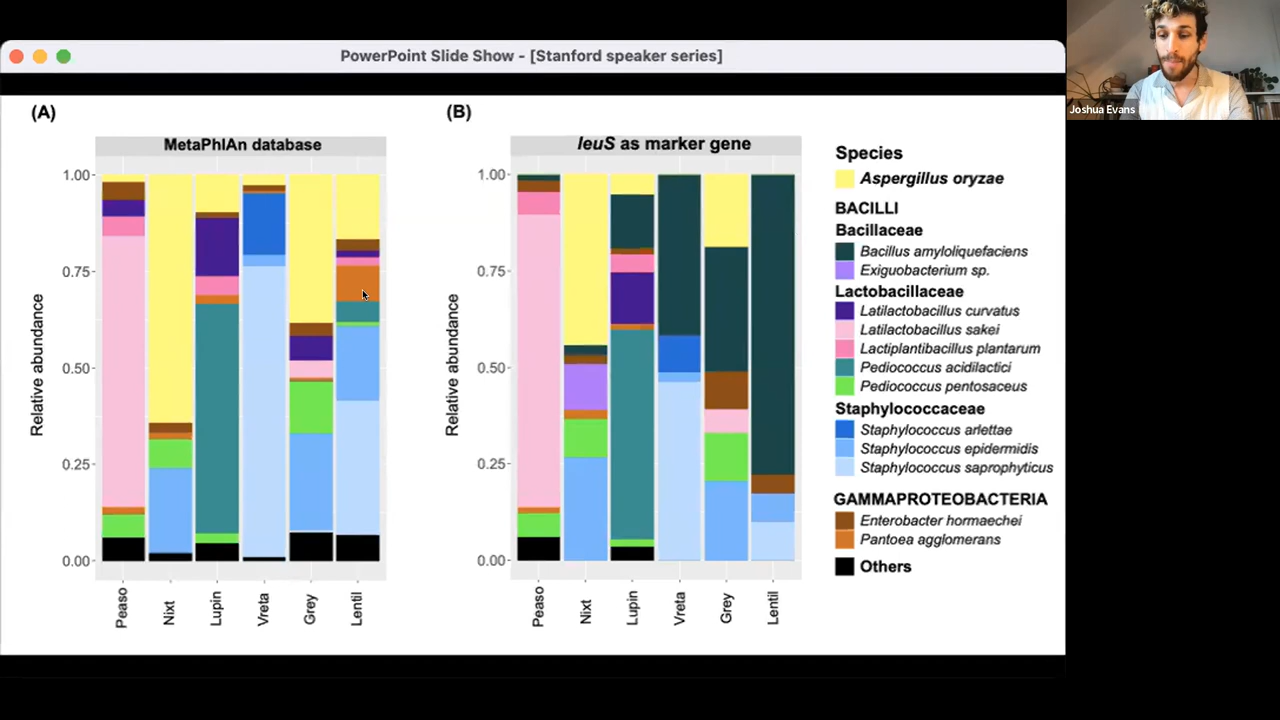 PowerPoint Slide Show - [Stanford speaker series]
Joshua Evans
(A)
MetaPhlAn database
Relative abundance
1.00
0.75
0.50
0.25
0.00
Peaso
Nixt
Lupin
Vreta
Grey
Lentil
(B)
leuS as marker gene
Relative abundance
1.00
0.75
0.50
0.25
0.00
Peaso
Nixt
Lupin
Vreta
Grey
Lentil
Species
Aspergillus oryzae
BACILLI
Bacillaceae
Bacillus amyloliquefaciens
Exiguobacterium sp.
Lactobacillaceae
Latilactobacillus curvatus
Latilactobacillus sakei
Lactiplantibacillus plantarum
Pediococcus acidilactici
Pediococcus pentosaceus
Staphylococcaceae
Staphylococcus arlettae
Staphylococcus epidermidis
Staphylococcus saprophyticus
GAMMAPROTEOBACTERIA
Enterobacter hormaechei
Pantoea agglomerans
Others